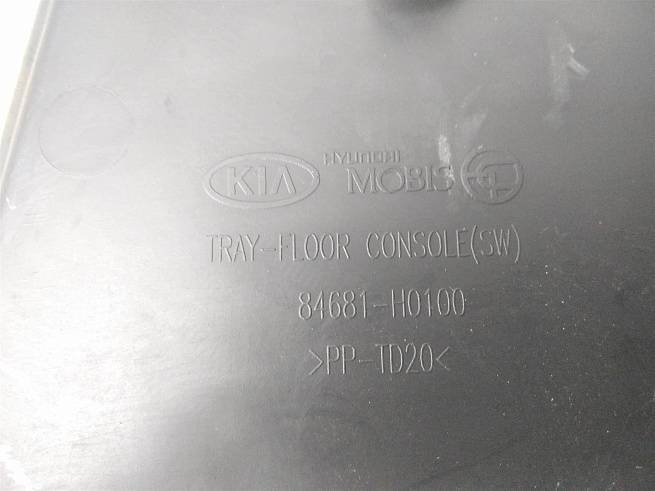 KIA HYUNDAI MOBIS
TRAY-FLOOR CONSOLE(SW)
84681-H0100
>PP-TD20<